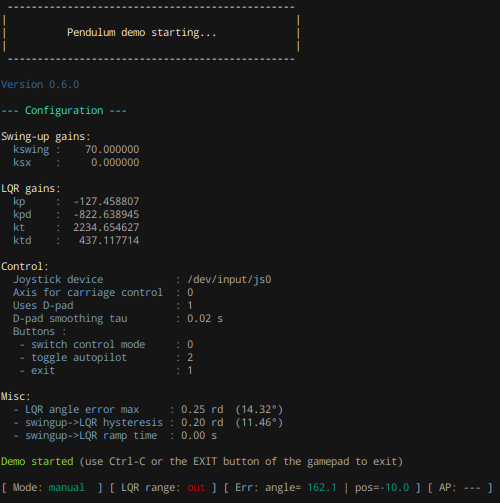 ------------------------------------------------
|                                                |
|          Pendulum demo starting...             |
|                                                |
------------------------------------------------
Version 0.6.0
--- Configuration ---
Swing-up gains:
  kswing :    70.000000
  ksx    :     0.000000
LQR gains:
  kp     :  -127.458807
  kpd    :  -822.638945
  kt     :  2234.654627
  ktd    :   437.117714
Control:
  Joystick device            : /dev/input/js0
  Axis for carriage control  : 0
  Uses D-pad                 : 1
  D-pad smoothing tau        : 0.02 s
  Buttons :
   - switch control mode     : 0
   - toggle autopilot        : 2
   - exit                    : 1
Misc:
  - LQR angle error max     : 0.25 rd  (14.32°)
  - swingup->LQR hysteresis : 0.20 rd  (11.46°)
  - swingup->LQR ramp time  : 0.00 s
Demo started (use Ctrl-C or the EXIT button of the gamepad to exit)
[ Mode: manual  ] [ LQR range: out ] [ Err: angle= 162.1 | pos=-10.0 ] [ AP: --- ]